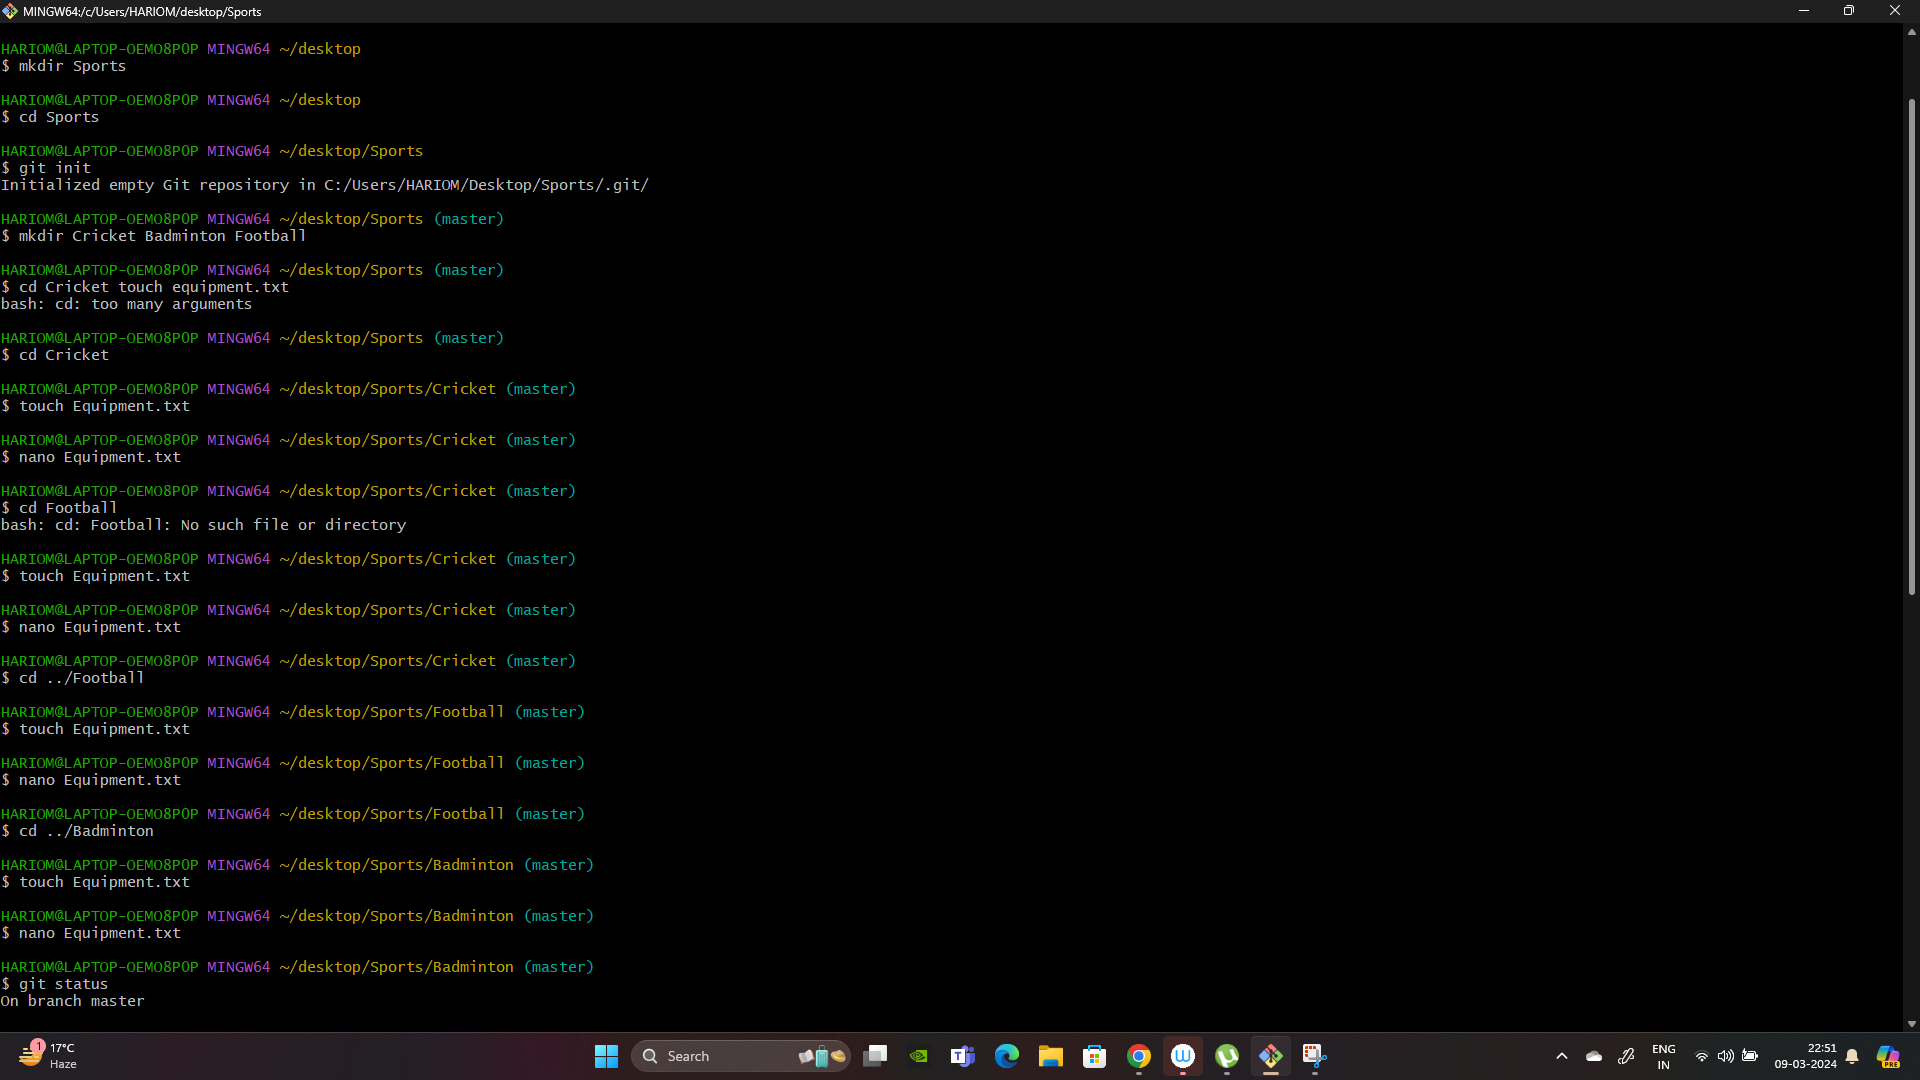 MINGW64:/c/Users/HARIOM/desktop/Sports
HARIOM@LAPTOP-OEMO8POP MINGW64 ~/desktop
$ mkdir Sports
HARIOM@LAPTOP-OEMO8POP MINGW64 ~/desktop
$ cd Sports
HARIOM@LAPTOP-OEMO8POP MINGW64 ~/desktop/Sports
$ git init
Initialized empty Git repository in C:/Users/HARIOM/Desktop/Sports/.git/
HARIOM@LAPTOP-OEMO8POP MINGW64 ~/desktop/Sports (master)
$ mkdir Cricket Badminton Football
HARIOM@LAPTOP-OEMO8POP MINGW64 ~/desktop/Sports (master)
$ cd Cricket touch equipment.txt
bash: cd: too many arguments
HARIOM@LAPTOP-OEMO8POP MINGW64 ~/desktop/Sports (master)
$ cd Cricket
HARIOM@LAPTOP-OEMO8POP MINGW64 ~/desktop/Sports/Cricket (master)
$ touch Equipment.txt
HARIOM@LAPTOP-OEMO8POP MINGW64 ~/desktop/Sports/Cricket (master)
$ nano Equipment.txt
HARIOM@LAPTOP-OEMO8POP MINGW64 ~/desktop/Sports/Cricket (master)
$ cd Football
bash: cd: Football: No such file or directory
HARIOM@LAPTOP-OEMO8POP MINGW64 ~/desktop/Sports/Cricket (master)
$ touch Equipment.txt
HARIOM@LAPTOP-OEMO8POP MINGW64 ~/desktop/Sports/Cricket (master)
$ nano Equipment.txt
HARIOM@LAPTOP-OEMO8POP MINGW64 ~/desktop/Sports/Cricket (master)
$ cd ../Football
HARIOM@LAPTOP-OEMO8POP MINGW64 ~/desktop/Sports/Football (master)
$ touch Equipment.txt
HARIOM@LAPTOP-OEMO8POP MINGW64 ~/desktop/Sports/Football (master)
$ nano Equipment.txt
HARIOM@LAPTOP-OEMO8POP MINGW64 ~/desktop/Sports/Football (master)
$ cd ../Badminton
HARIOM@LAPTOP-OEMO8POP MINGW64 ~/desktop/Sports/Badminton (master)
$ touch Equipment.txt
HARIOM@LAPTOP-OEMO8POP MINGW64 ~/desktop/Sports/Badminton (master)
$ nano Equipment.txt
HARIOM@LAPTOP-OEMO8POP MINGW64 ~/desktop/Sports/Badminton (master)
$ git status
On branch master
1
17°C
Haze
Search
ENG
IN
22:51
09-03-2024
PRE